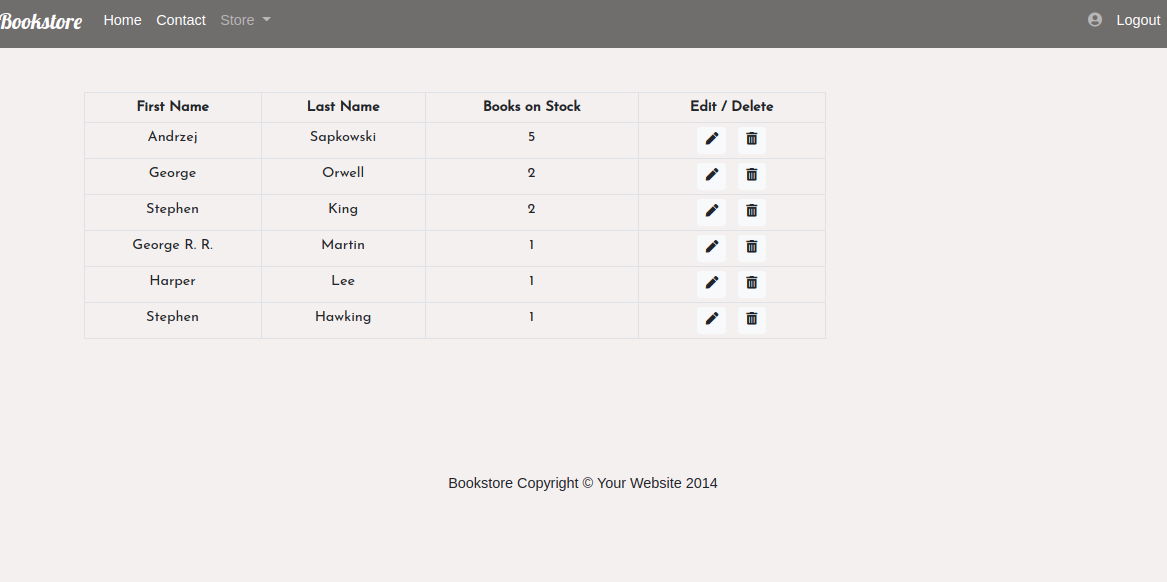 Bookstore Home Contact Store Logout
First Name Last Name Books on Stock Edit / Delete
Andrzej Sapkowski 5
George Orwell 2
Stephen King 2
George R. R. Martin 1
Harper Lee 1
Stephen Hawking 1
Bookstore Copyright © Your Website 2014